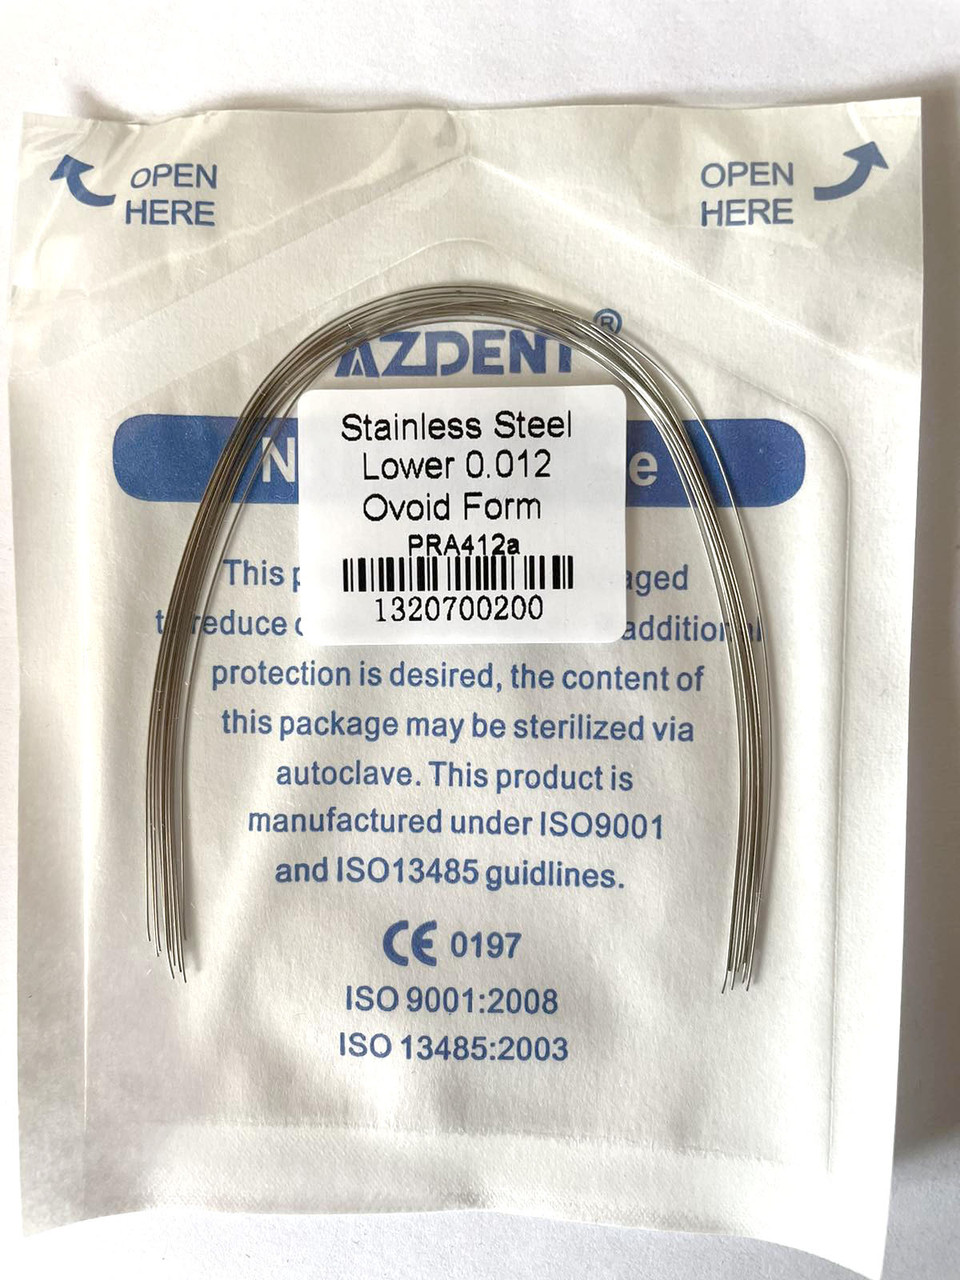 OPEN
HERE
OPEN
HERE
AZDENT®
Stainless Steel
Lower 0.012
Ovoid Form
PRA412a
1320700200
This
reduce
protection is desired, the content of
this package may be sterilized via
autoclave. This product is
manufactured under ISO9001
and ISO13485 guidlines.
CE 0197
ISO 9001:2008
ISO 13485:2003